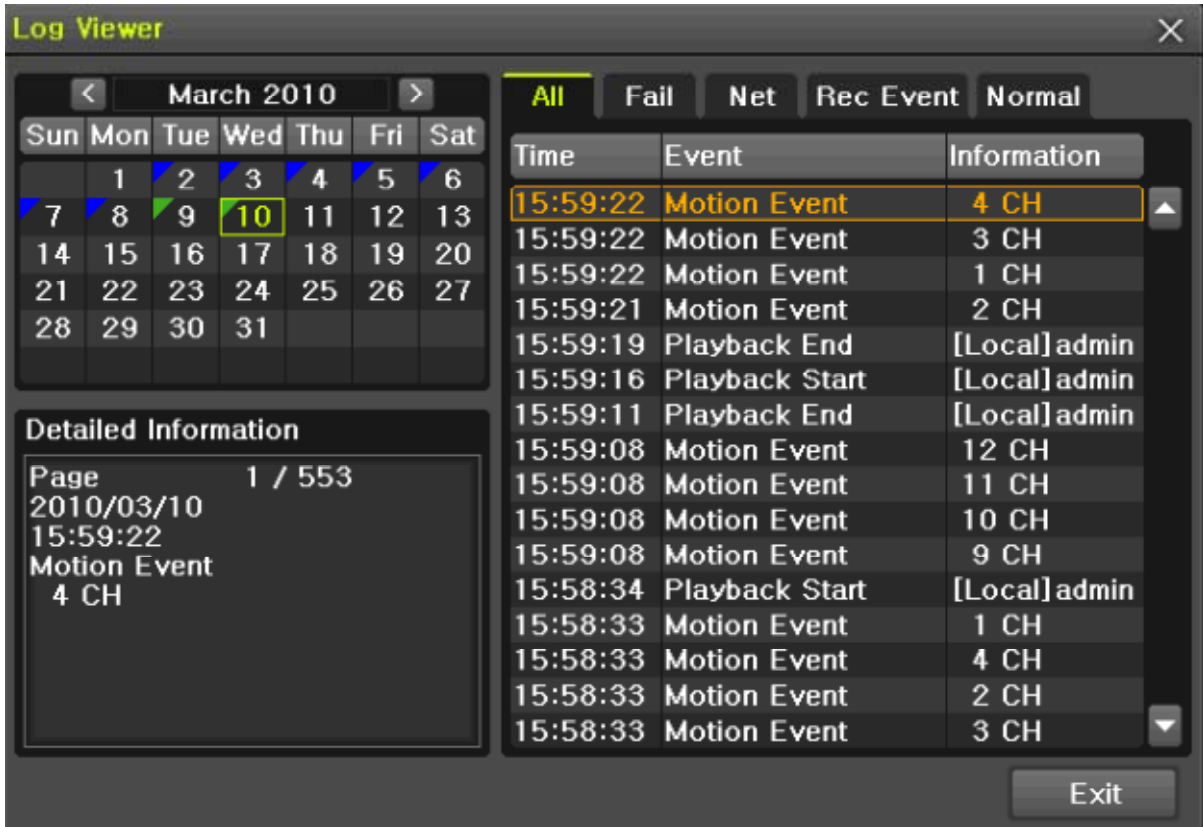 Log Viewer
March 2010
Sun Mon Tue Wed Thu Fri Sat
1 2 3 4 5 6
7 8 9 10 11 12 13
14 15 16 17 18 19 20
21 22 23 24 25 26 27
28 29 30 31
Detailed Information
Page 1 / 553
2010/03/10
15:59:22
Motion Event
4 CH
All Fail Net Rec Event Normal
Time Event Information
15:59:22 Motion Event 4 CH
15:59:22 Motion Event 3 CH
15:59:22 Motion Event 1 CH
15:59:21 Motion Event 2 CH
15:59:19 Playback End [Local]admin
15:59:16 Playback Start [Local]admin
15:59:11 Playback End [Local]admin
15:59:08 Motion Event 12 CH
15:59:08 Motion Event 11 CH
15:59:08 Motion Event 10 CH
15:59:08 Motion Event 9 CH
15:58:34 Playback Start [Local]admin
15:58:33 Motion Event 1 CH
15:58:33 Motion Event 4 CH
15:58:33 Motion Event 2 CH
15:58:33 Motion Event 3 CH
Exit